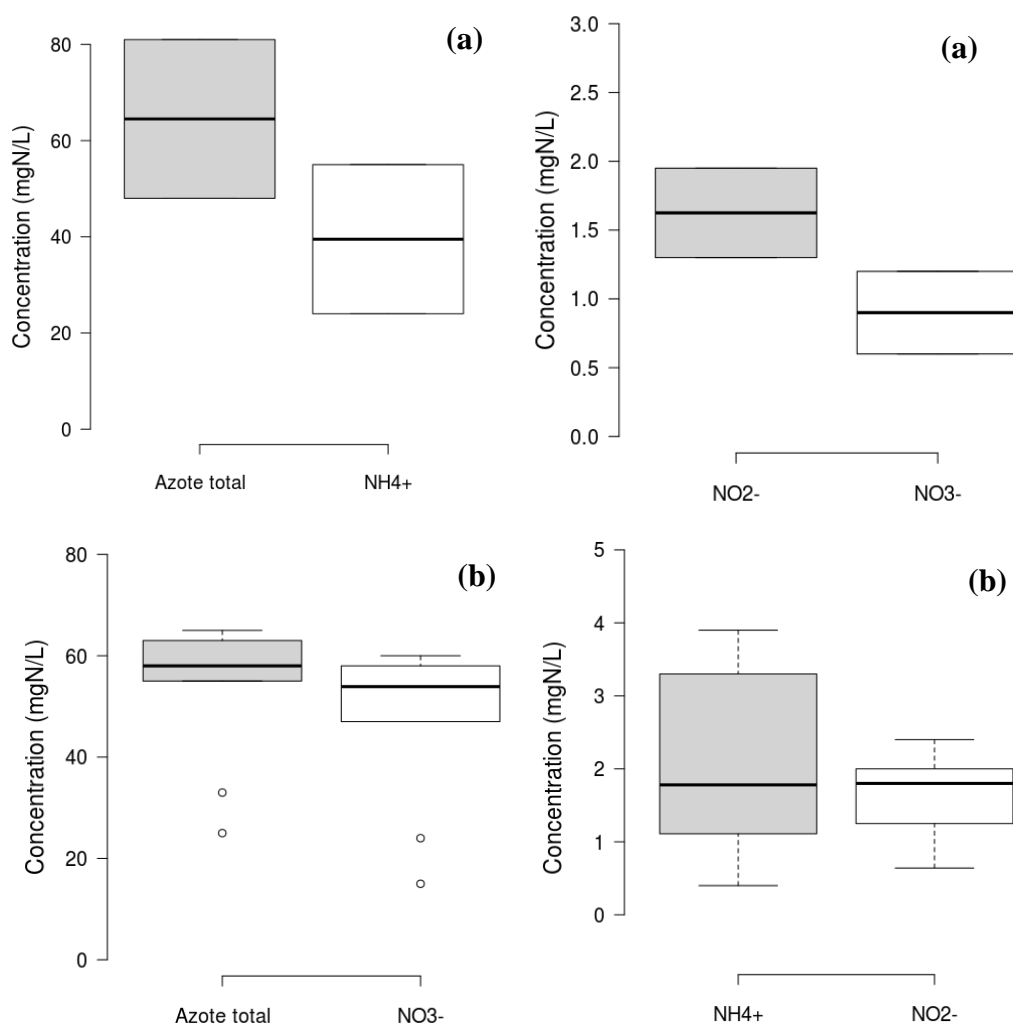 (a)
Concentration (mgN/L)
80
60
40
20
0
Azote total NH4+
(a)
Concentration (mgN/L)
3.0
2.5
2.0
1.5
1.0
0.5
0.0
NO2- NO3-
(b)
Concentration (mgN/L)
80
60
40
20
0
Azote total NO3-
(b)
Concentration (mgN/L)
5
4
3
2
1
0
NH4+ NO2-